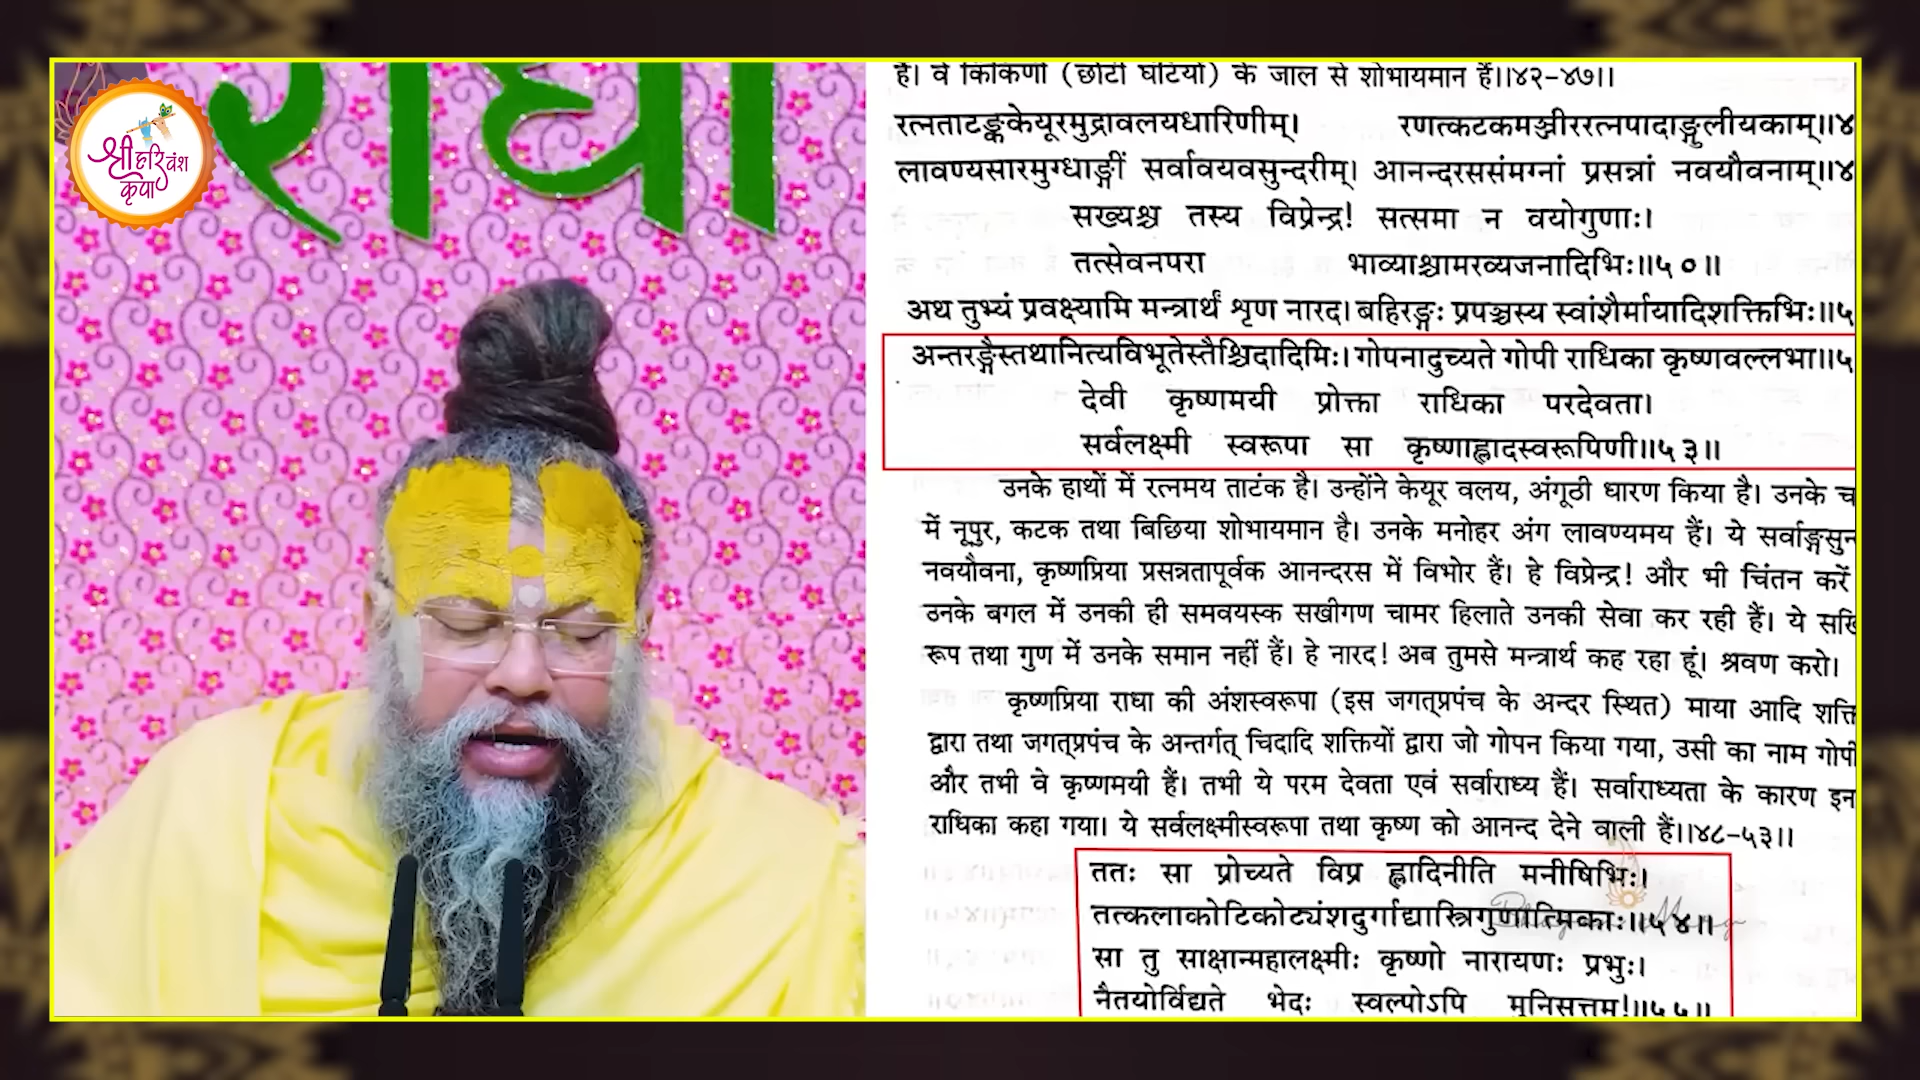 राधा
श्री हरिवंश
कृपा
हैं। वे किंकिणी (छोटी घंटियों) के जाल से शोभायमान हैं।।४२-४७।।
रत्नताटङ्ककेयूरमुद्रावलयधारिणीम्। रणत्कटकमञ्जीररत्नपादाङ्गुलीयकाम्॥४
लावण्यसारमुग्धाङ्गीं सर्वावयवसुन्दरीम्। आनन्दरससंमग्नां प्रसन्नां नवयौवनाम्॥४
सख्यश्च तस्य विप्रेन्द्र! सत्समा न वयोगुणाः।
तत्सेवनपरा भाव्याश्चामरव्यजनादिभिः॥५०॥
अथ तुभ्यं प्रवक्ष्यामि मन्त्रार्थं शृण नारद। बहिरङ्गः प्रपञ्चस्य स्वांशैर्मायादिशक्तिभिः॥५
अन्तरङ्गैस्तथानित्यविभूतेस्तैश्चिदादिमिः। गोपनादुच्यते गोपी राधिका कृष्णवल्लभा॥५
देवी कृष्णमयी प्रोक्ता राधिका परदेवता।
सर्वलक्ष्मी स्वरूपा सा कृष्णाह्लादस्वरूपिणी॥५३॥
उनके हाथों में रत्नमय ताटंक है। उन्होंने केयूर वलय, अंगूठी धारण किया है। उनके च
में नूपुर, कटक तथा बिछिया शोभायमान है। उनके मनोहर अंग लावण्यमय हैं। ये सर्वाङ्गसुन
नवयौवना, कृष्णप्रिया प्रसन्नतापूर्वक आनन्दरस में विभोर हैं। हे विप्रेन्द्र! और भी चिंतन करें
उनके बगल में उनकी ही समवयस्क सखीगण चामर हिलाते उनकी सेवा कर रही हैं। ये सखि
रूप तथा गुण में उनके समान नहीं हैं। हे नारद! अब तुमसे मन्त्रार्थ कह रहा हूं। श्रवण करो।
कृष्णप्रिया राधा की अंशस्वरूपा (इस जगत्प्रपंच के अन्दर स्थित) माया आदि शक्ति
द्वारा तथा जगत्प्रपंच के अन्तर्गत् चिदादि शक्तियों द्वारा जो गोपन किया गया, उसी का नाम गोपी
और तभी वे कृष्णमयी हैं। तभी ये परम देवता एवं सर्वाराध्य हैं। सर्वाराध्यता के कारण इन
राधिका कहा गया। ये सर्वलक्ष्मीस्वरूपा तथा कृष्ण को आनन्द देने वाली हैं।।४८-५३।।
ततः सा प्रोच्यते विप्र ह्लादिनीति मनीषिभिः।
तत्कलाकोटिकोट्यंशदुर्गाद्यास्त्रिगुणात्मिकाः॥५४॥
सा तु साक्षान्महालक्ष्मीः कृष्णो नारायणः प्रभुः।
नैतयोर्विद्यते भेदः स्वल्पोऽपि मुनिसत्तम!॥५५॥